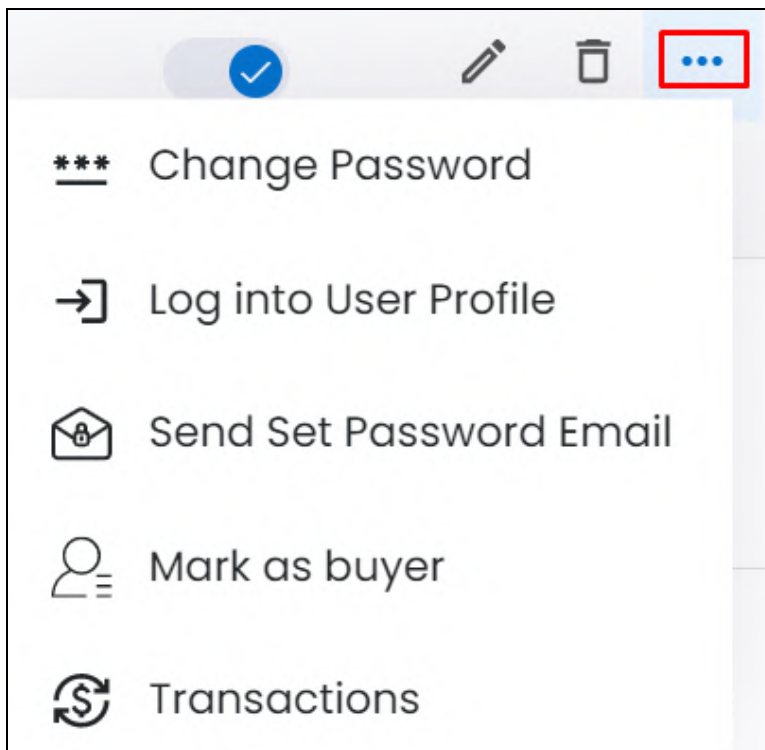 Change Password
Log into User Profile
Send Set Password Email
Mark as buyer
Transactions